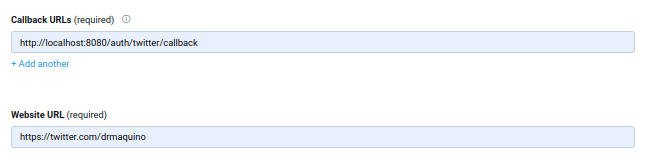 Callback URLs (required) ⓘ
http://localhost:8080/auth/twitter/callback
+ Add another
Website URL (required)
https://twitter.com/drmaquino